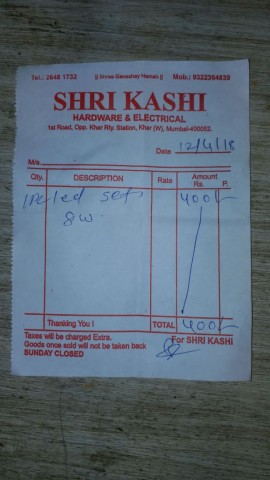 Tel.: 2648 1732 || Shree Ganeshay Namah || Mob.: 9322354839
SHRI KASHI
HARDWARE & ELECTRICAL
1st Road, Opp. Khar Rly. Station, Khar (W), Mumbai-400052.
Date 12/4/18
M/s.
Qty. DESCRIPTION Rate Amount
Rs. P.
led set 400/-
8w
Thanking You ! TOTAL 400/-
Taxes will be charged Extra. For SHRI KASHI
Goods once sold will not be taken back
SUNDAY CLOSED